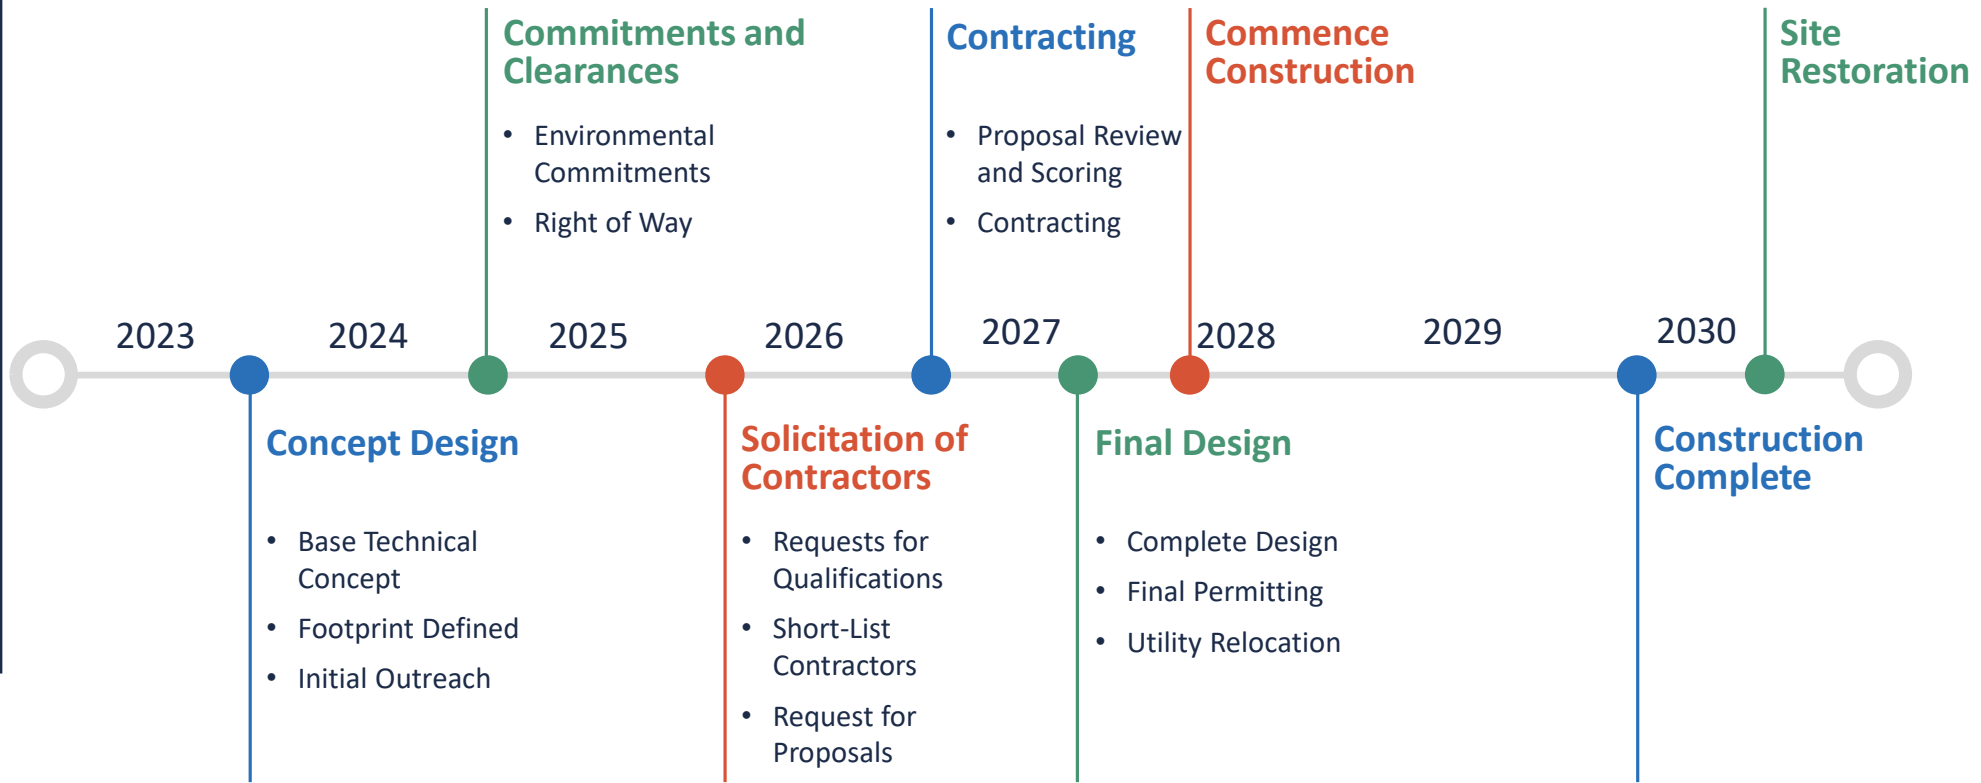 Commitments and
Clearances
• Environmental
Commitments
• Right of Way
Contracting
• Proposal Review
and Scoring
• Contracting
Commence
Construction
Site
Restoration
2023
2024
2025
2026
2027
2028
2029
2030
Concept Design
• Base Technical
Concept
• Footprint Defined
• Initial Outreach
Solicitation of
Contractors
• Requests for
Qualifications
• Short-List
Contractors
• Request for
Proposals
Final Design
• Complete Design
• Final Permitting
• Utility Relocation
Construction
Complete